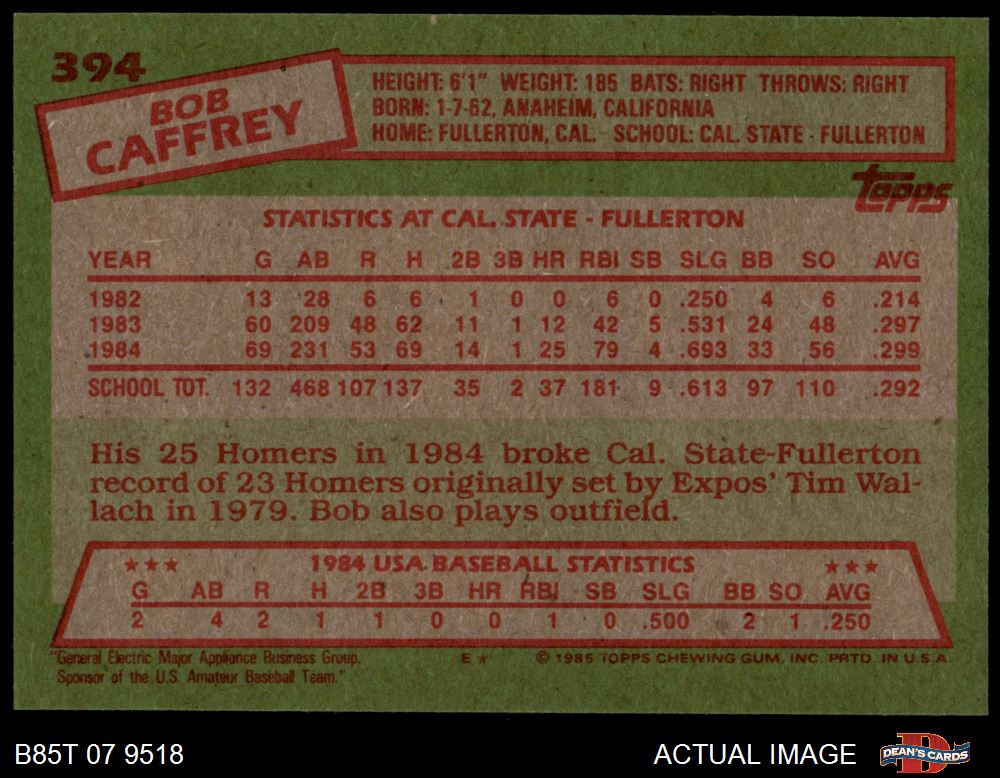 394
BOB
CAFFREY
HEIGHT: 6'1" WEIGHT: 185 BATS: RIGHT THROWS: RIGHT
BORN: 1-7-62, ANAHEIM, CALIFORNIA
HOME: FULLERTON, CAL. SCHOOL: CAL. STATE - FULLERTON
topps
STATISTICS AT CAL. STATE - FULLERTON
YEAR G AB R H 2B 3B HR RBI SB SLG BB SO AVG
1982 13 28 6 6 1 0 0 6 0 .250 4 6 .214
1983 60 209 48 62 11 1 12 42 5 .531 24 48 .297
1984 69 231 53 69 14 1 25 79 4 .693 33 56 .299
SCHOOL TOT. 132 468 107 137 35 2 37 181 9 .613 97 110 .292
His 25 Homers in 1984 broke Cal. State-Fullerton
record of 23 Homers originally set by Expos' Tim Wal-
lach in 1979. Bob also plays outfield.
★★★ 1984 USA BASEBALL STATISTICS ★★★
G AB R H 2B 3B HR RBI SB SLG BB SO AVG
2 4 2 1 1 0 0 1 0 .500 2 1 .250
"General Electric Major Appliance Business Group,
Sponsor of the U.S. Amateur Baseball Team."
E★ © 1985 TOPPS CHEWING GUM, INC. PRTD. IN U.S.A.
B85T 07 9518
ACTUAL IMAGE
D
DEAN'S CARDS